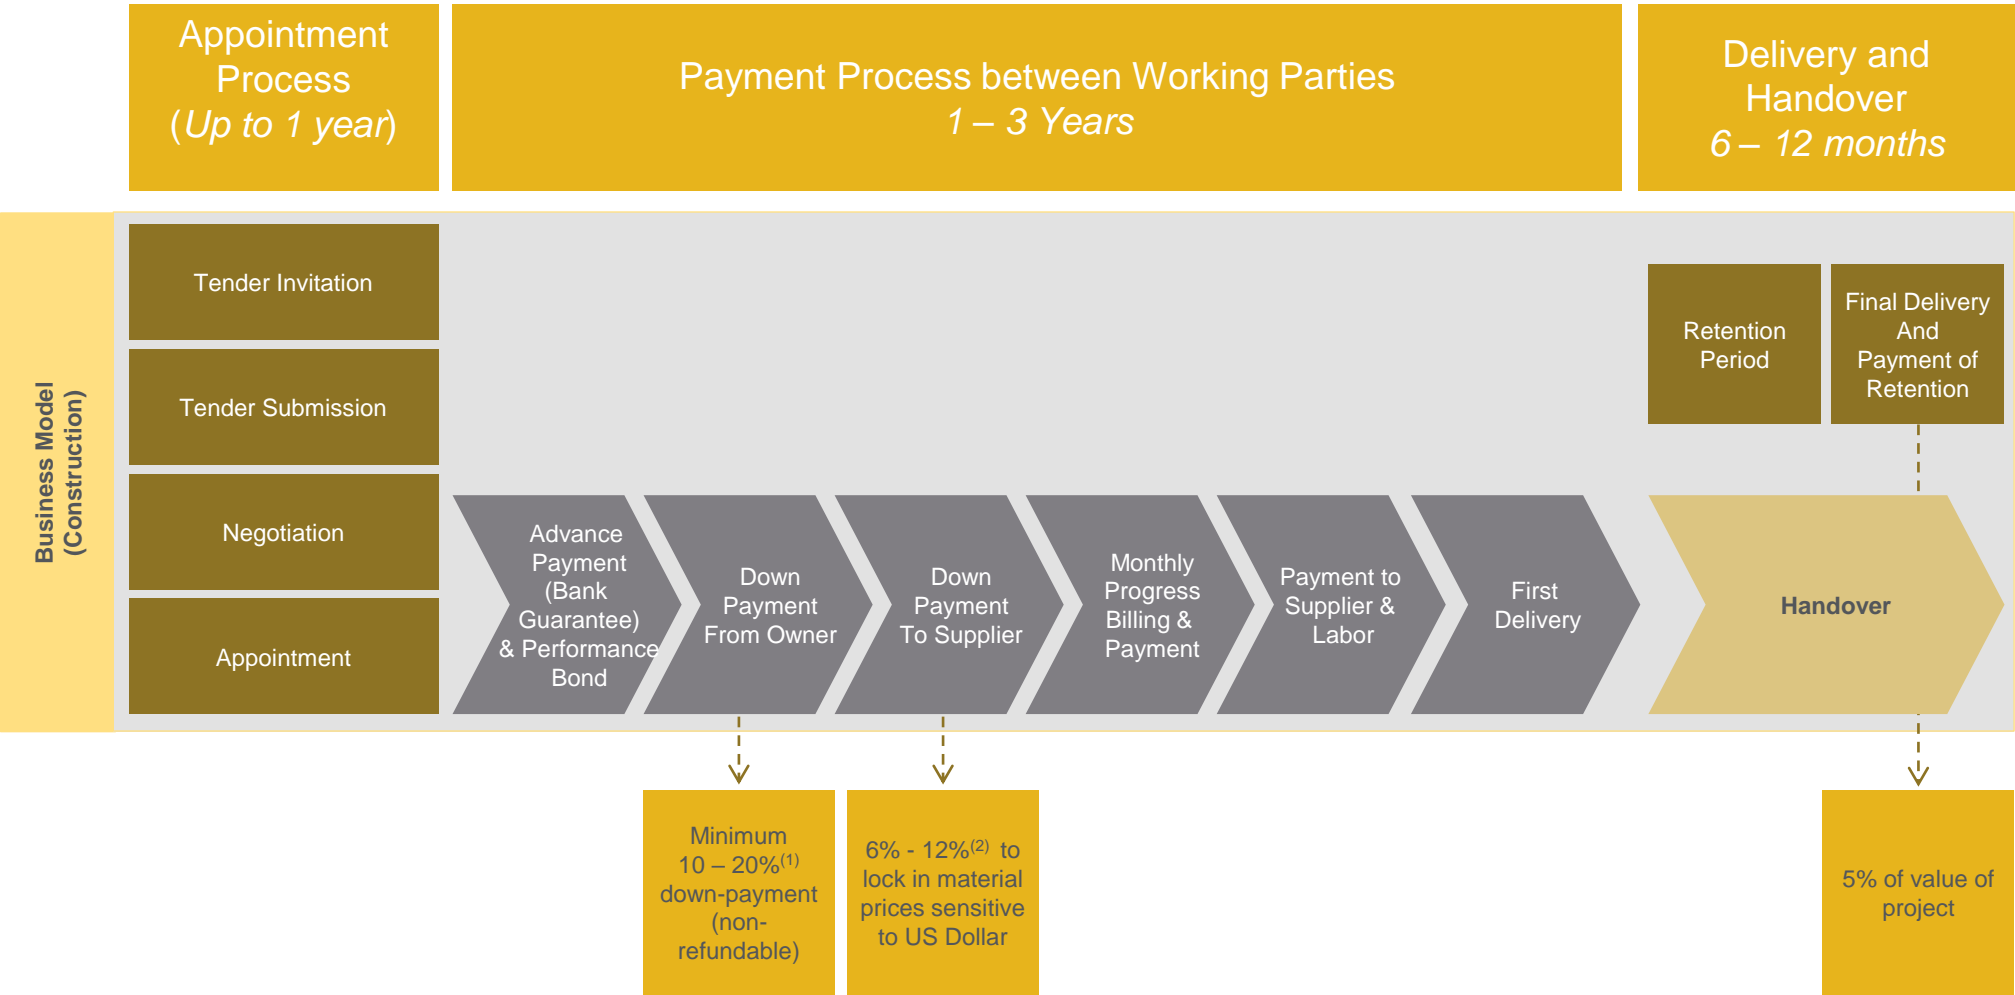 Appointment
Process
(Up to 1 year)
Payment Process between Working Parties
1 – 3 Years
Delivery and
Handover
6 – 12 months
Business Model
(Construction)
Tender Invitation
Tender Submission
Negotiation
Appointment
Retention
Period
Final Delivery
And
Payment of
Retention
Advance
Payment
(Bank
Guarantee)
& Performance
Bond
Down
Payment
From Owner
Down
Payment
To Supplier
Monthly
Progress
Billing &
Payment
Payment to
Supplier &
Labor
First
Delivery
Handover
Minimum
10 – 20%(1)
down-payment
(non-
refundable)
6% - 12%(2) to
lock in material
prices sensitive
to US Dollar
5% of value of
project